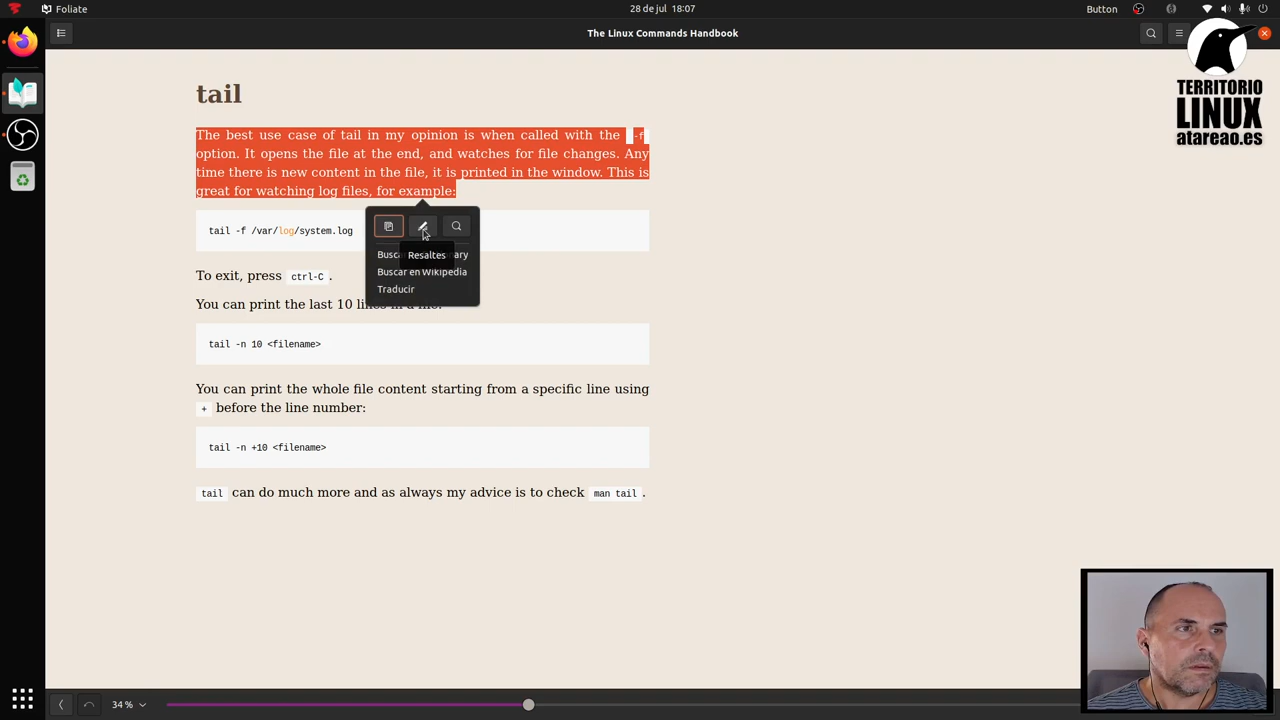 Foliate
28 de jul 18:07
Button
The Linux Commands Handbook
TERRITORIO
LINUX
atareao.es
tail
The best use case of tail in my opinion is when called with the -f
option. It opens the file at the end, and watches for file changes. Any
time there is new content in the file, it is printed in the window. This is
great for watching log files, for example:
tail -f /var/log/system.log
Resaltes
Buscar en Wikipedia
Traducir
To exit, press ctrl-C.
You can print the last 10 lines in a file:
tail -n 10 <filename>
You can print the whole file content starting from a specific line using
+ before the line number:
tail -n +10 <filename>
tail can do much more and as always my advice is to check man tail.
34 %